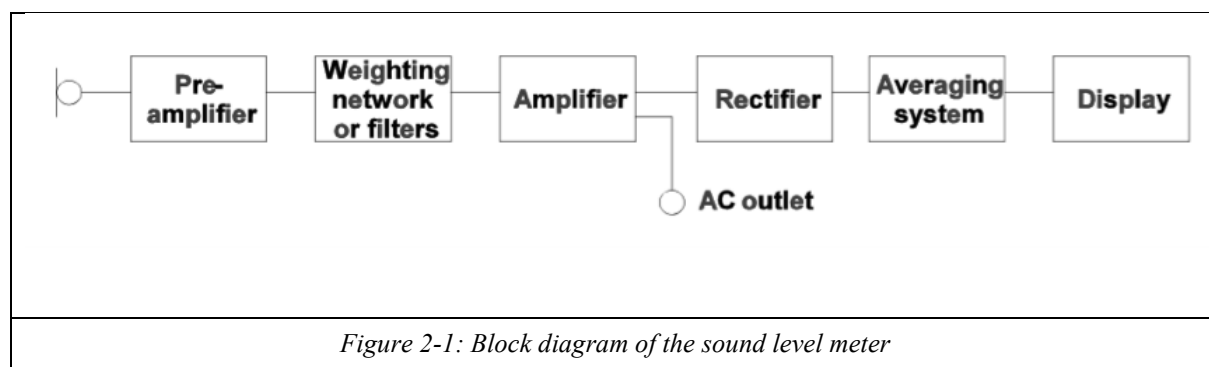 Pre-
amplifier
Weighting
network
or filters
Amplifier
Rectifier
Averaging
system
Display
AC outlet
Figure 2-1: Block diagram of the sound level meter